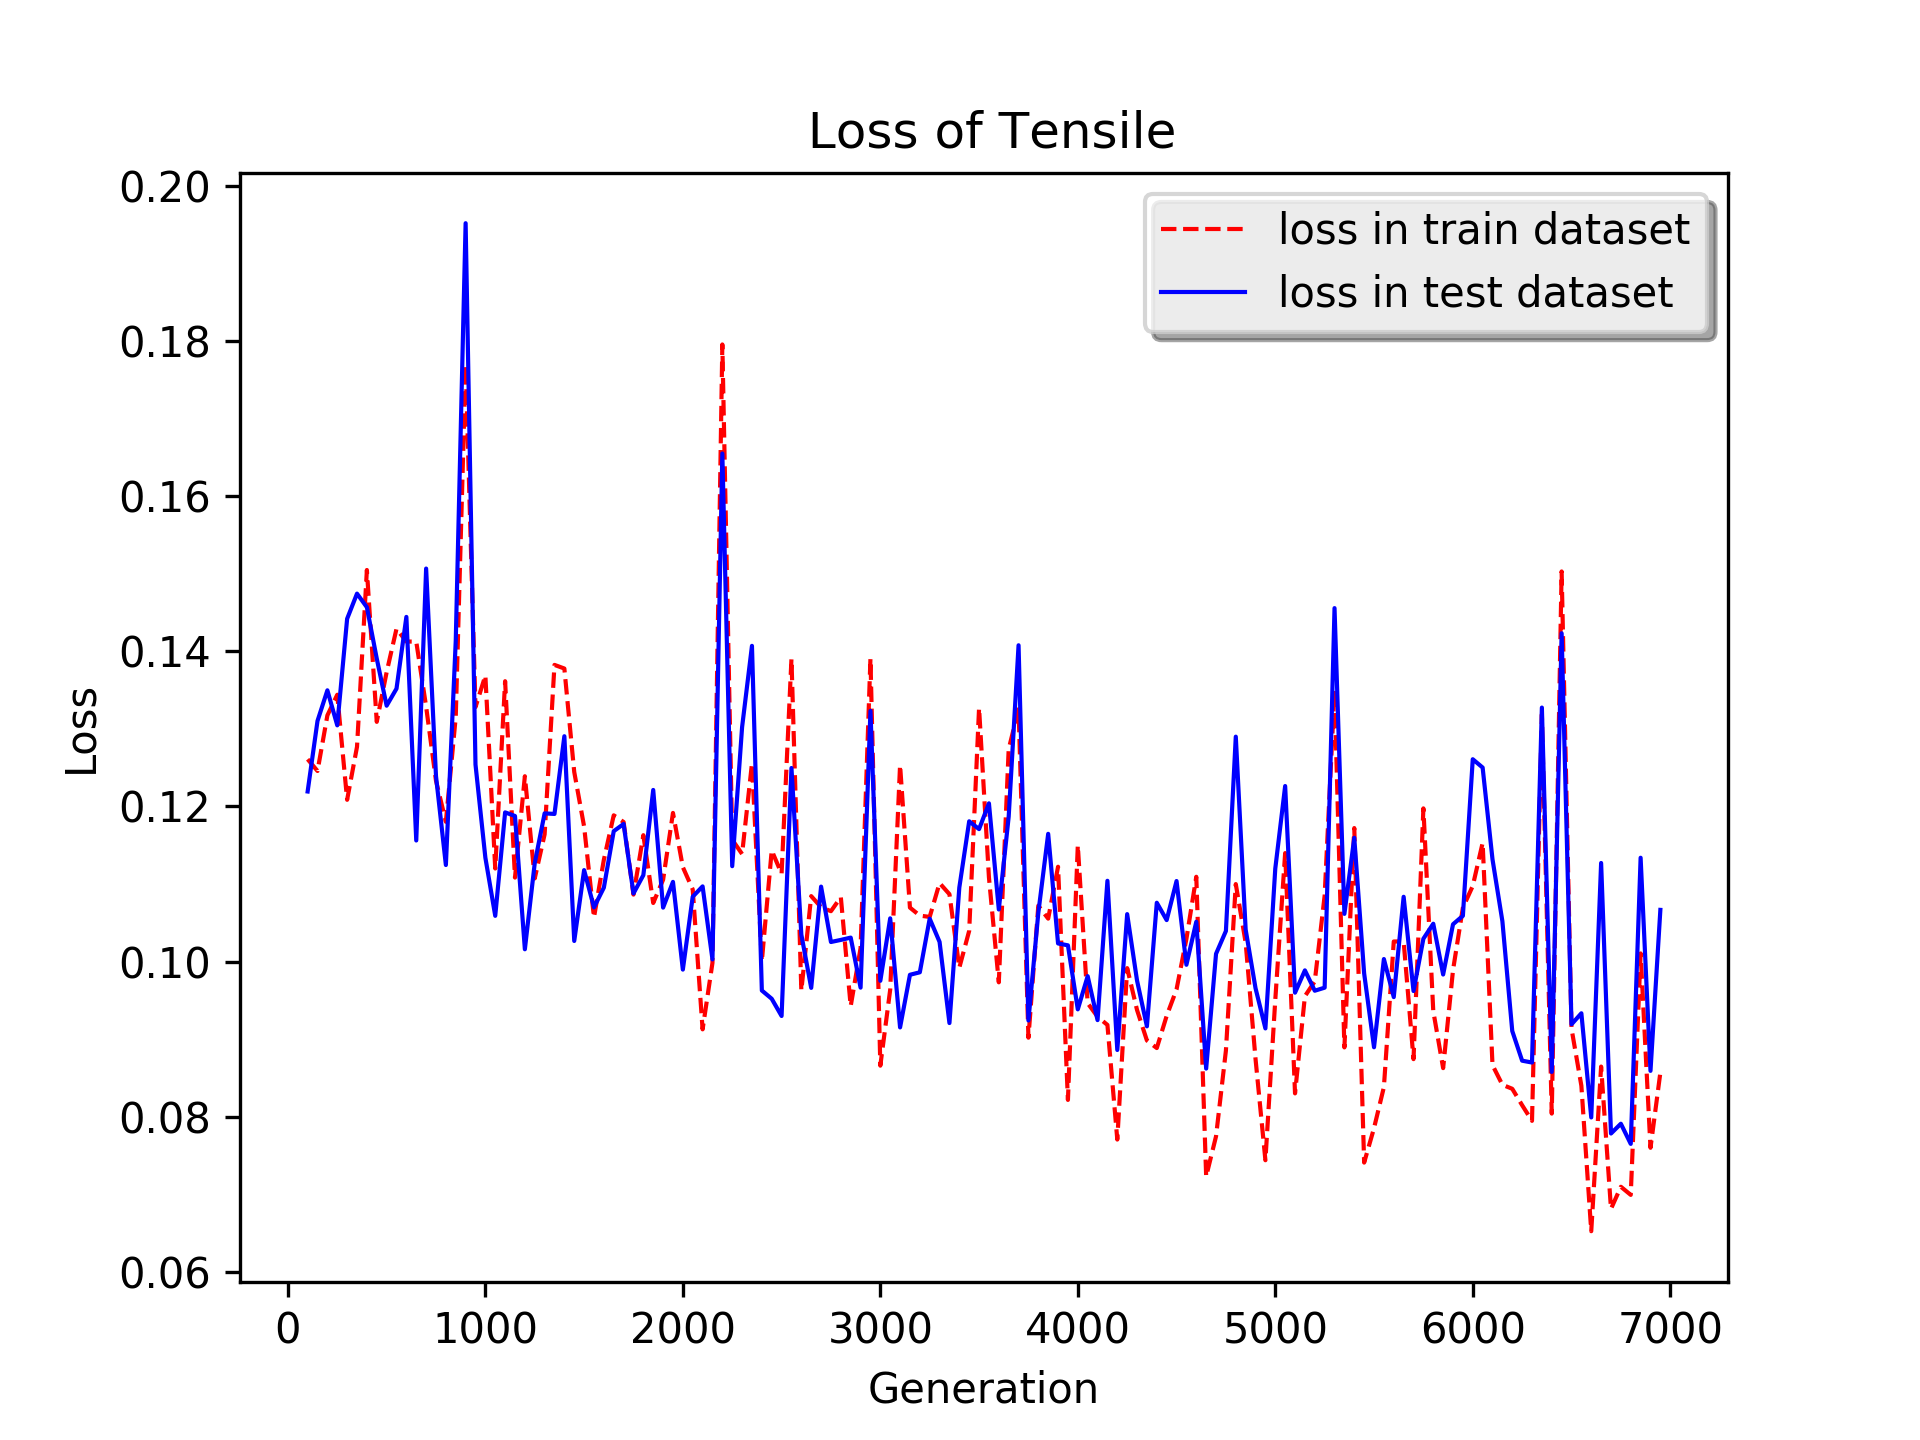 Loss of Tensile
loss in train dataset
loss in test dataset
Loss
0.20
0.18
0.16
0.14
0.12
0.10
0.08
0.06
0 1000 2000 3000 4000 5000 6000 7000
Generation